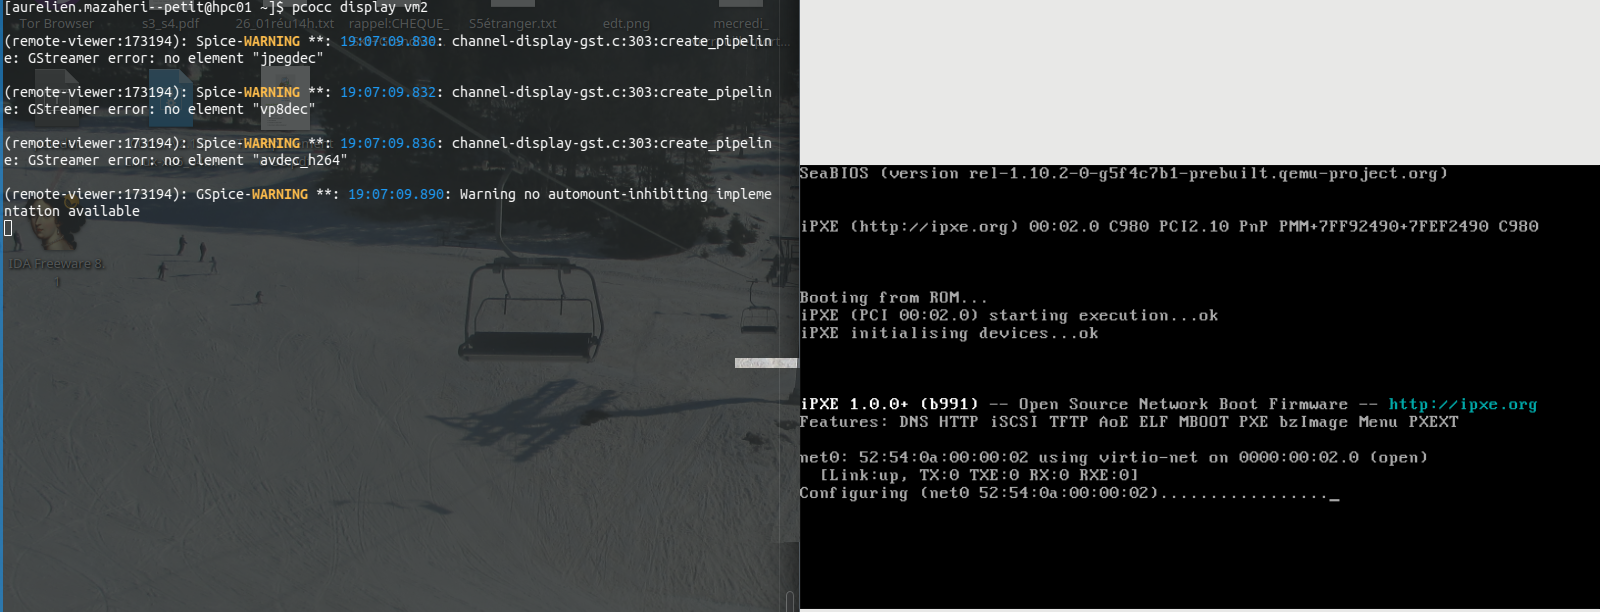 [aurelien.mazaheri--petit@hpc01 ~]$ pcocc display vm2
Tor Browser
s3_s4.pdf
26_01réu14h.txt
rappel:CHEQUE_
S5étranger.txt
edt.png
mecredi_
(remote-viewer:173194): Spice-WARNING **: 19:07:09.830: channel-display-gst.c:303:create_pipelin
e: GStreamer error: no element "jpegdec"
(remote-viewer:173194): Spice-WARNING **: 19:07:09.832: channel-display-gst.c:303:create_pipelin
e: GStreamer error: no element "vp8dec"
(remote-viewer:173194): Spice-WARNING **: 19:07:09.836: channel-display-gst.c:303:create_pipelin
e: GStreamer error: no element "avdec_h264"
(remote-viewer:173194): GSpice-WARNING **: 19:07:09.890: Warning no automount-inhibiting impleme
ntation available
IDA Freeware 8.
1
SeaBIOS (version rel-1.10.2-0-g5f4c7b1-prebuilt.qemu-project.org)
iPXE (http://ipxe.org) 00:02.0 C980 PCI2.10 PnP PMM+7FF92490+7FEF2490 C980
Booting from ROM...
iPXE (PCI 00:02.0) starting execution...ok
iPXE initialising devices...ok
iPXE 1.0.0+ (b991) -- Open Source Network Boot Firmware -- http://ipxe.org
Features: DNS HTTP iSCSI TFTP AoE ELF MBOOT PXE bzImage Menu PXEXT
net0: 52:54:0a:00:00:02 using virtio-net on 0000:00:02.0 (open)
[Link:up, TX:0 TXE:0 RX:0 RXE:0]
Configuring (net0 52:54:0a:00:00:02)................._